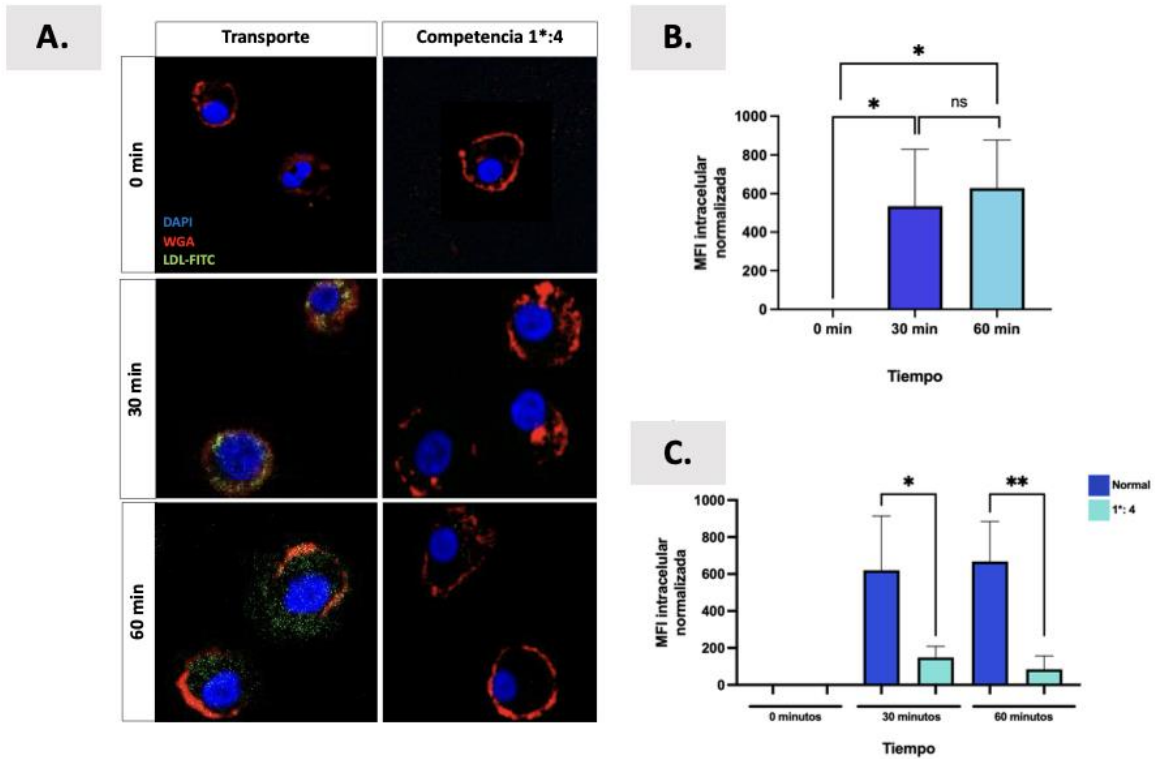 A.
Transporte
Competencia 1*:4
0 min
DAPI
WGA
LDL-FITC
30 min
60 min
B.
*
*
ns
1000
800
600
400
200
0
MFI intracelular
normalizada
0 min
30 min
60 min
Tiempo
C.
Normal
1*: 4
*
**
1000
800
600
400
200
0
MFI intracelular
normalizada
0 minutos
30 minutos
60 minutos
Tiempo